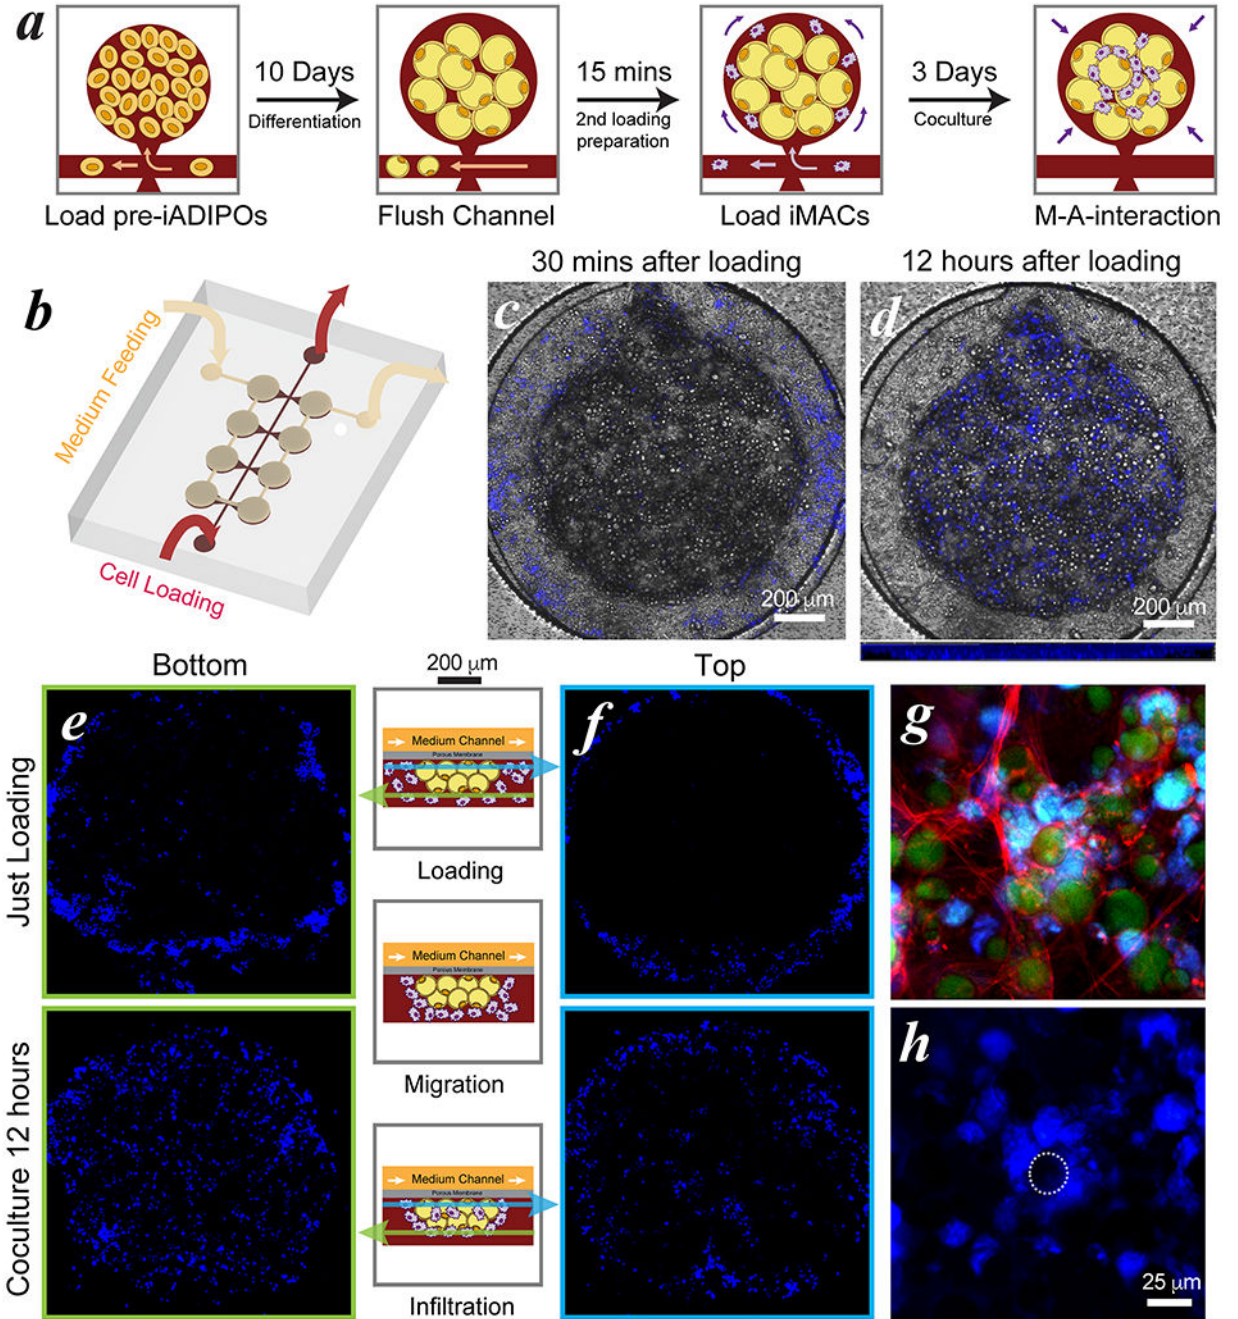 a
10 Days
Differentiation
15 mins
2nd loading
preparation
3 Days
Coculture
Load pre-iADIPOs
Flush Channel
Load iMACs
M-A-interaction
b
Medium Feeding
Cell Loading
30 mins after loading
12 hours after loading
c
200 μm
d
200 μm
Bottom
200 μm
Top
Just Loading
e
Medium Channel
Porous Membrane
Loading
f
g
Medium Channel
Porous Membrane
Migration
Coculture 12 hours
Medium Channel
Porous Membrane
Infiltration
h
25 μm